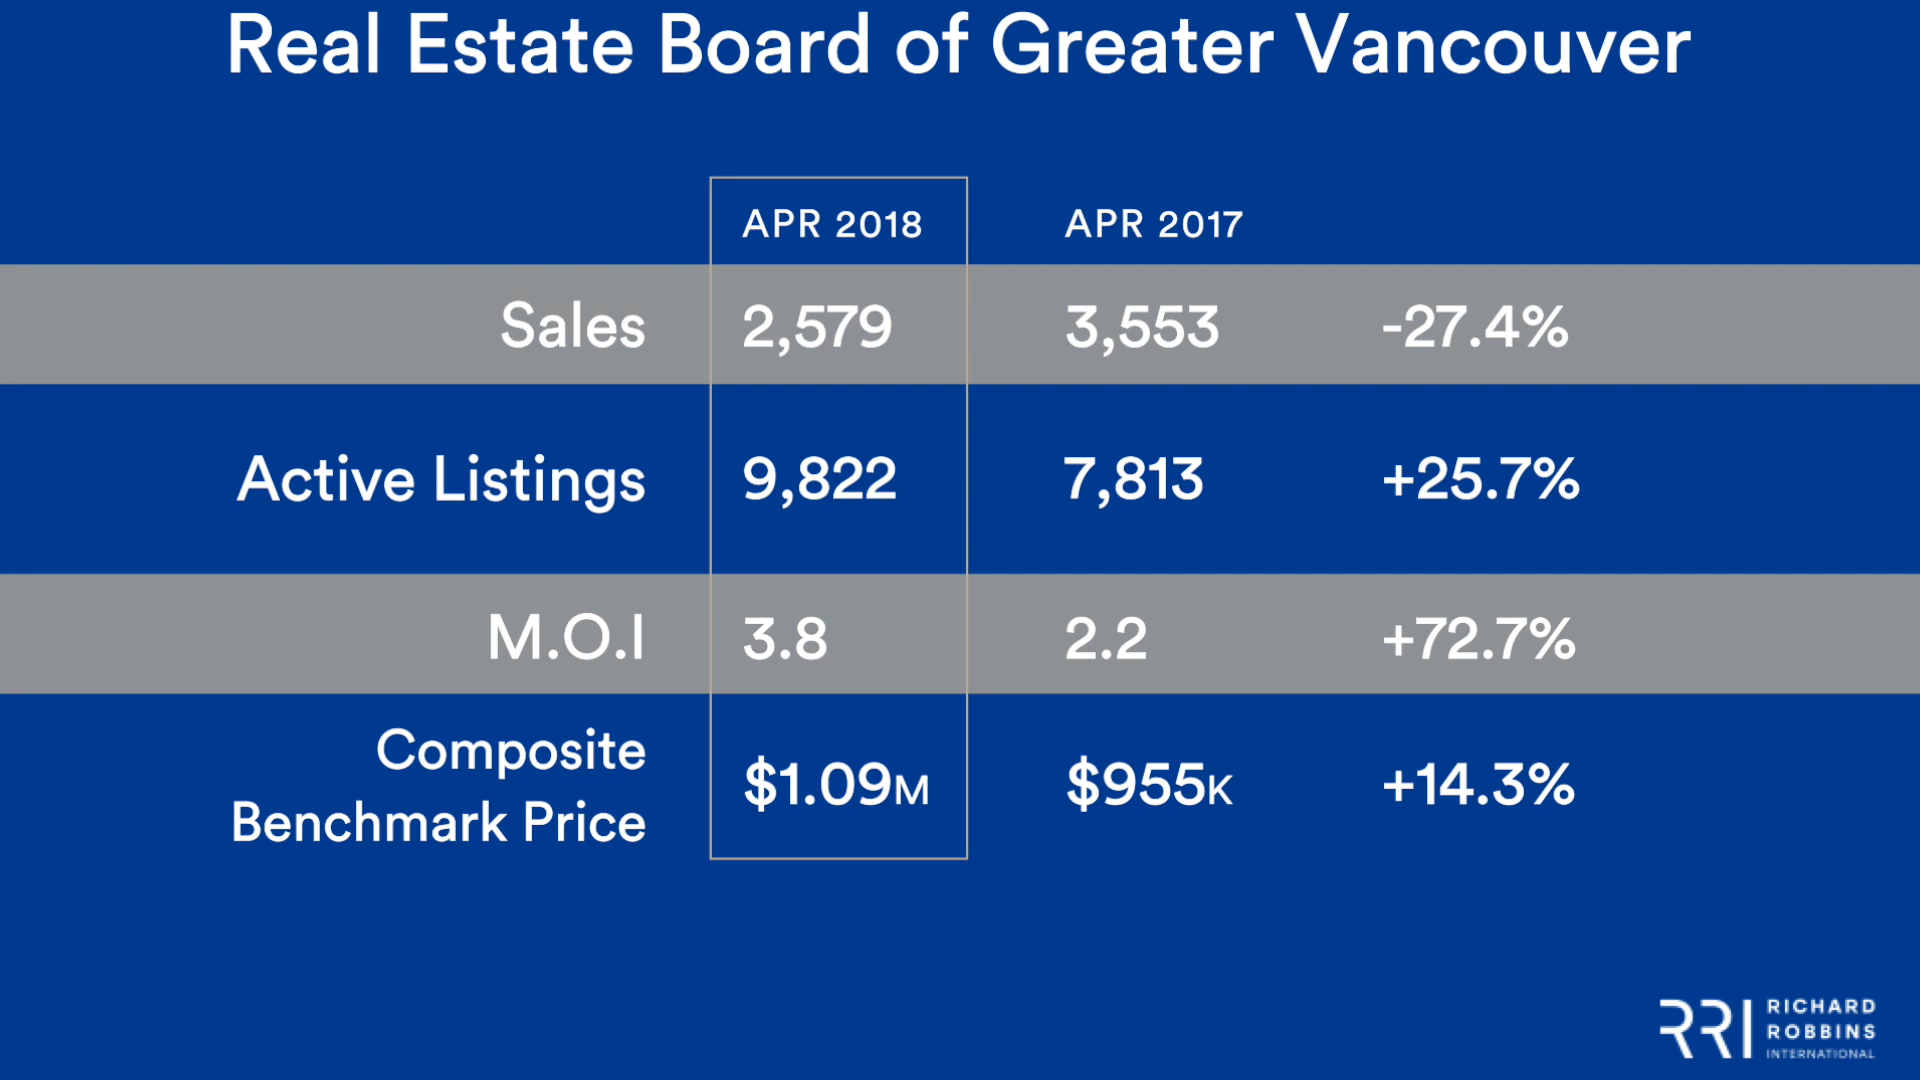 Real Estate Board of Greater Vancouver
APR 2018 APR 2017
Sales 2,579 3,553 -27.4%
Active Listings 9,822 7,813 +25.7%
M.O.I 3.8 2.2 +72.7%
Composite
Benchmark Price $1.09M $955K +14.3%
RRI RICHARD
ROBBINS
INTERNATIONAL